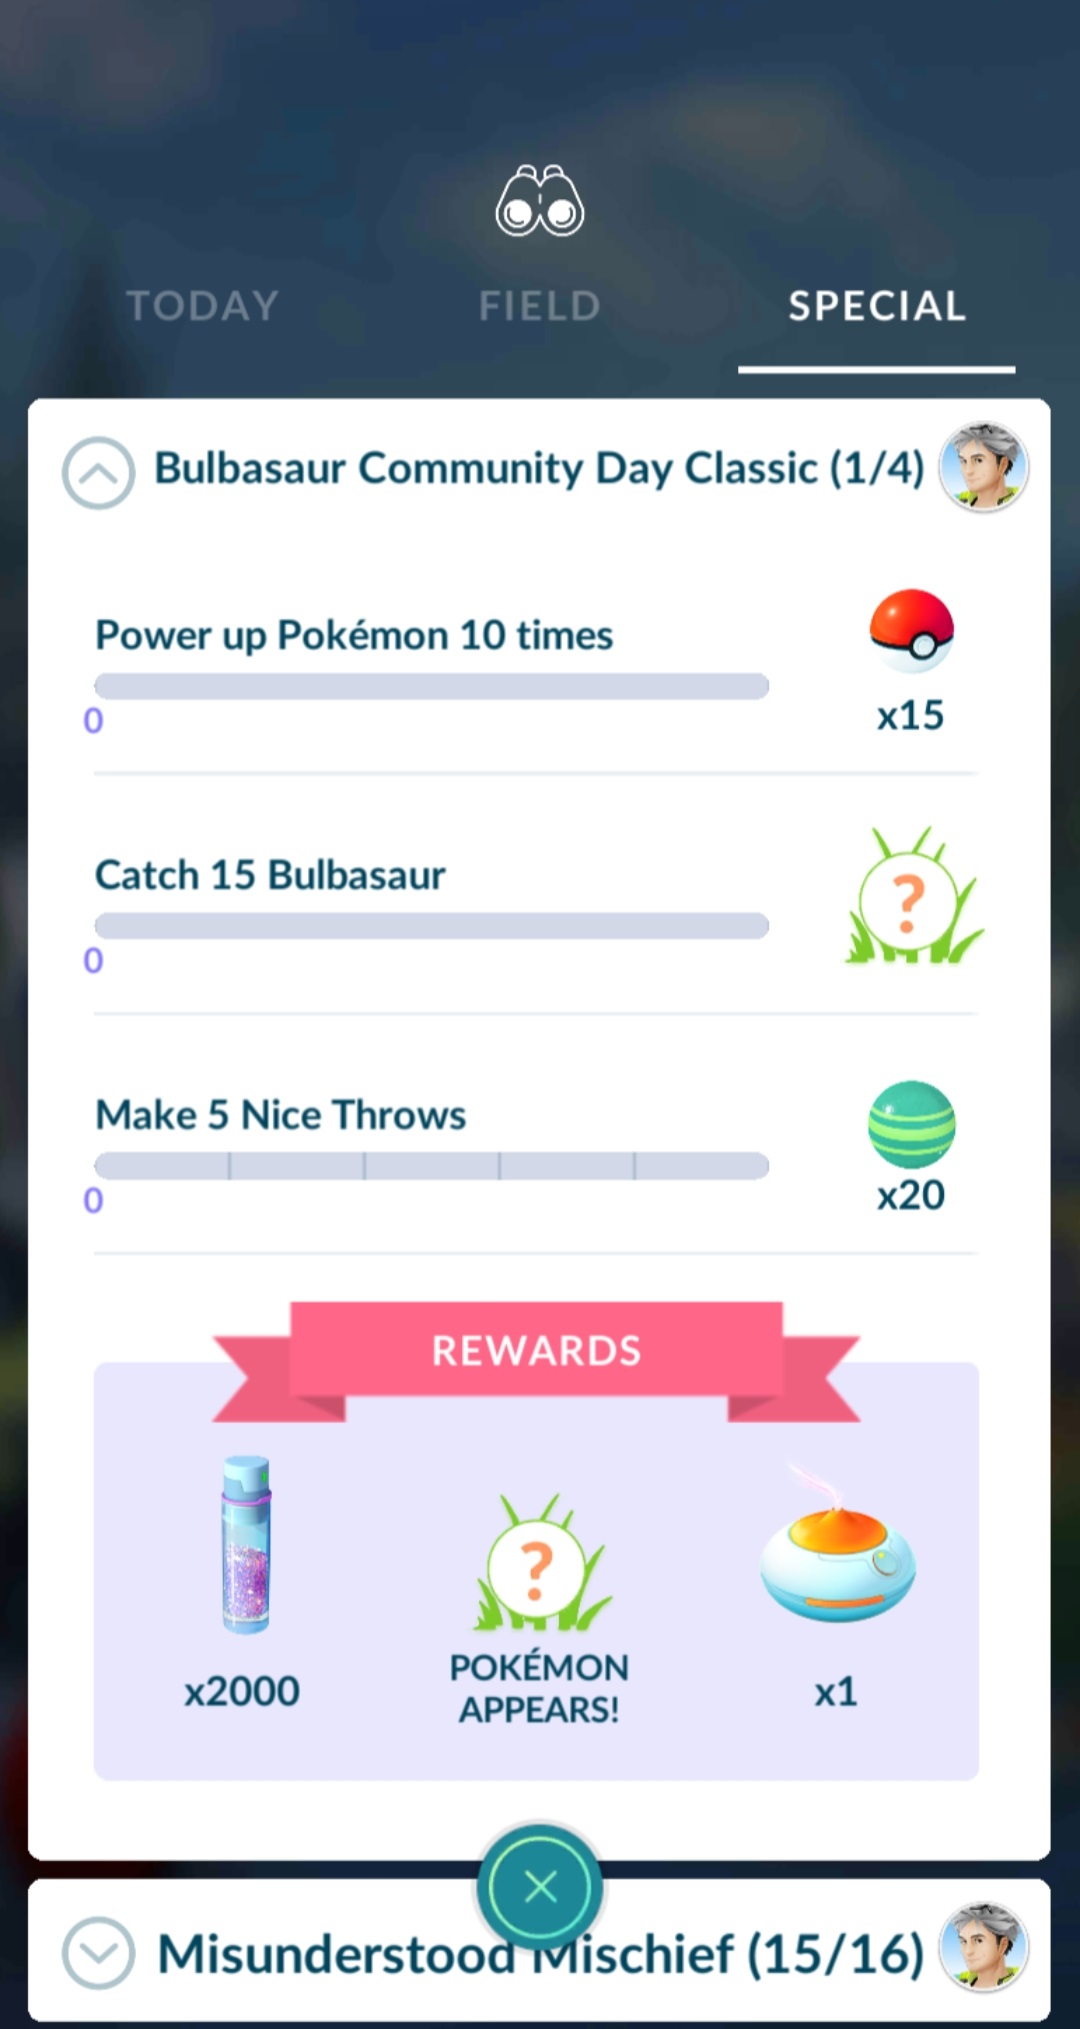 TODAY
FIELD
SPECIAL
Bulbasaur Community Day Classic (1/4)
Power up Pokémon 10 times
0
x15
Catch 15 Bulbasaur
0
?
Make 5 Nice Throws
0
x20
REWARDS
?
x2000
POKÉMON
APPEARS!
x1
Misunderstood Mischief (15/16)